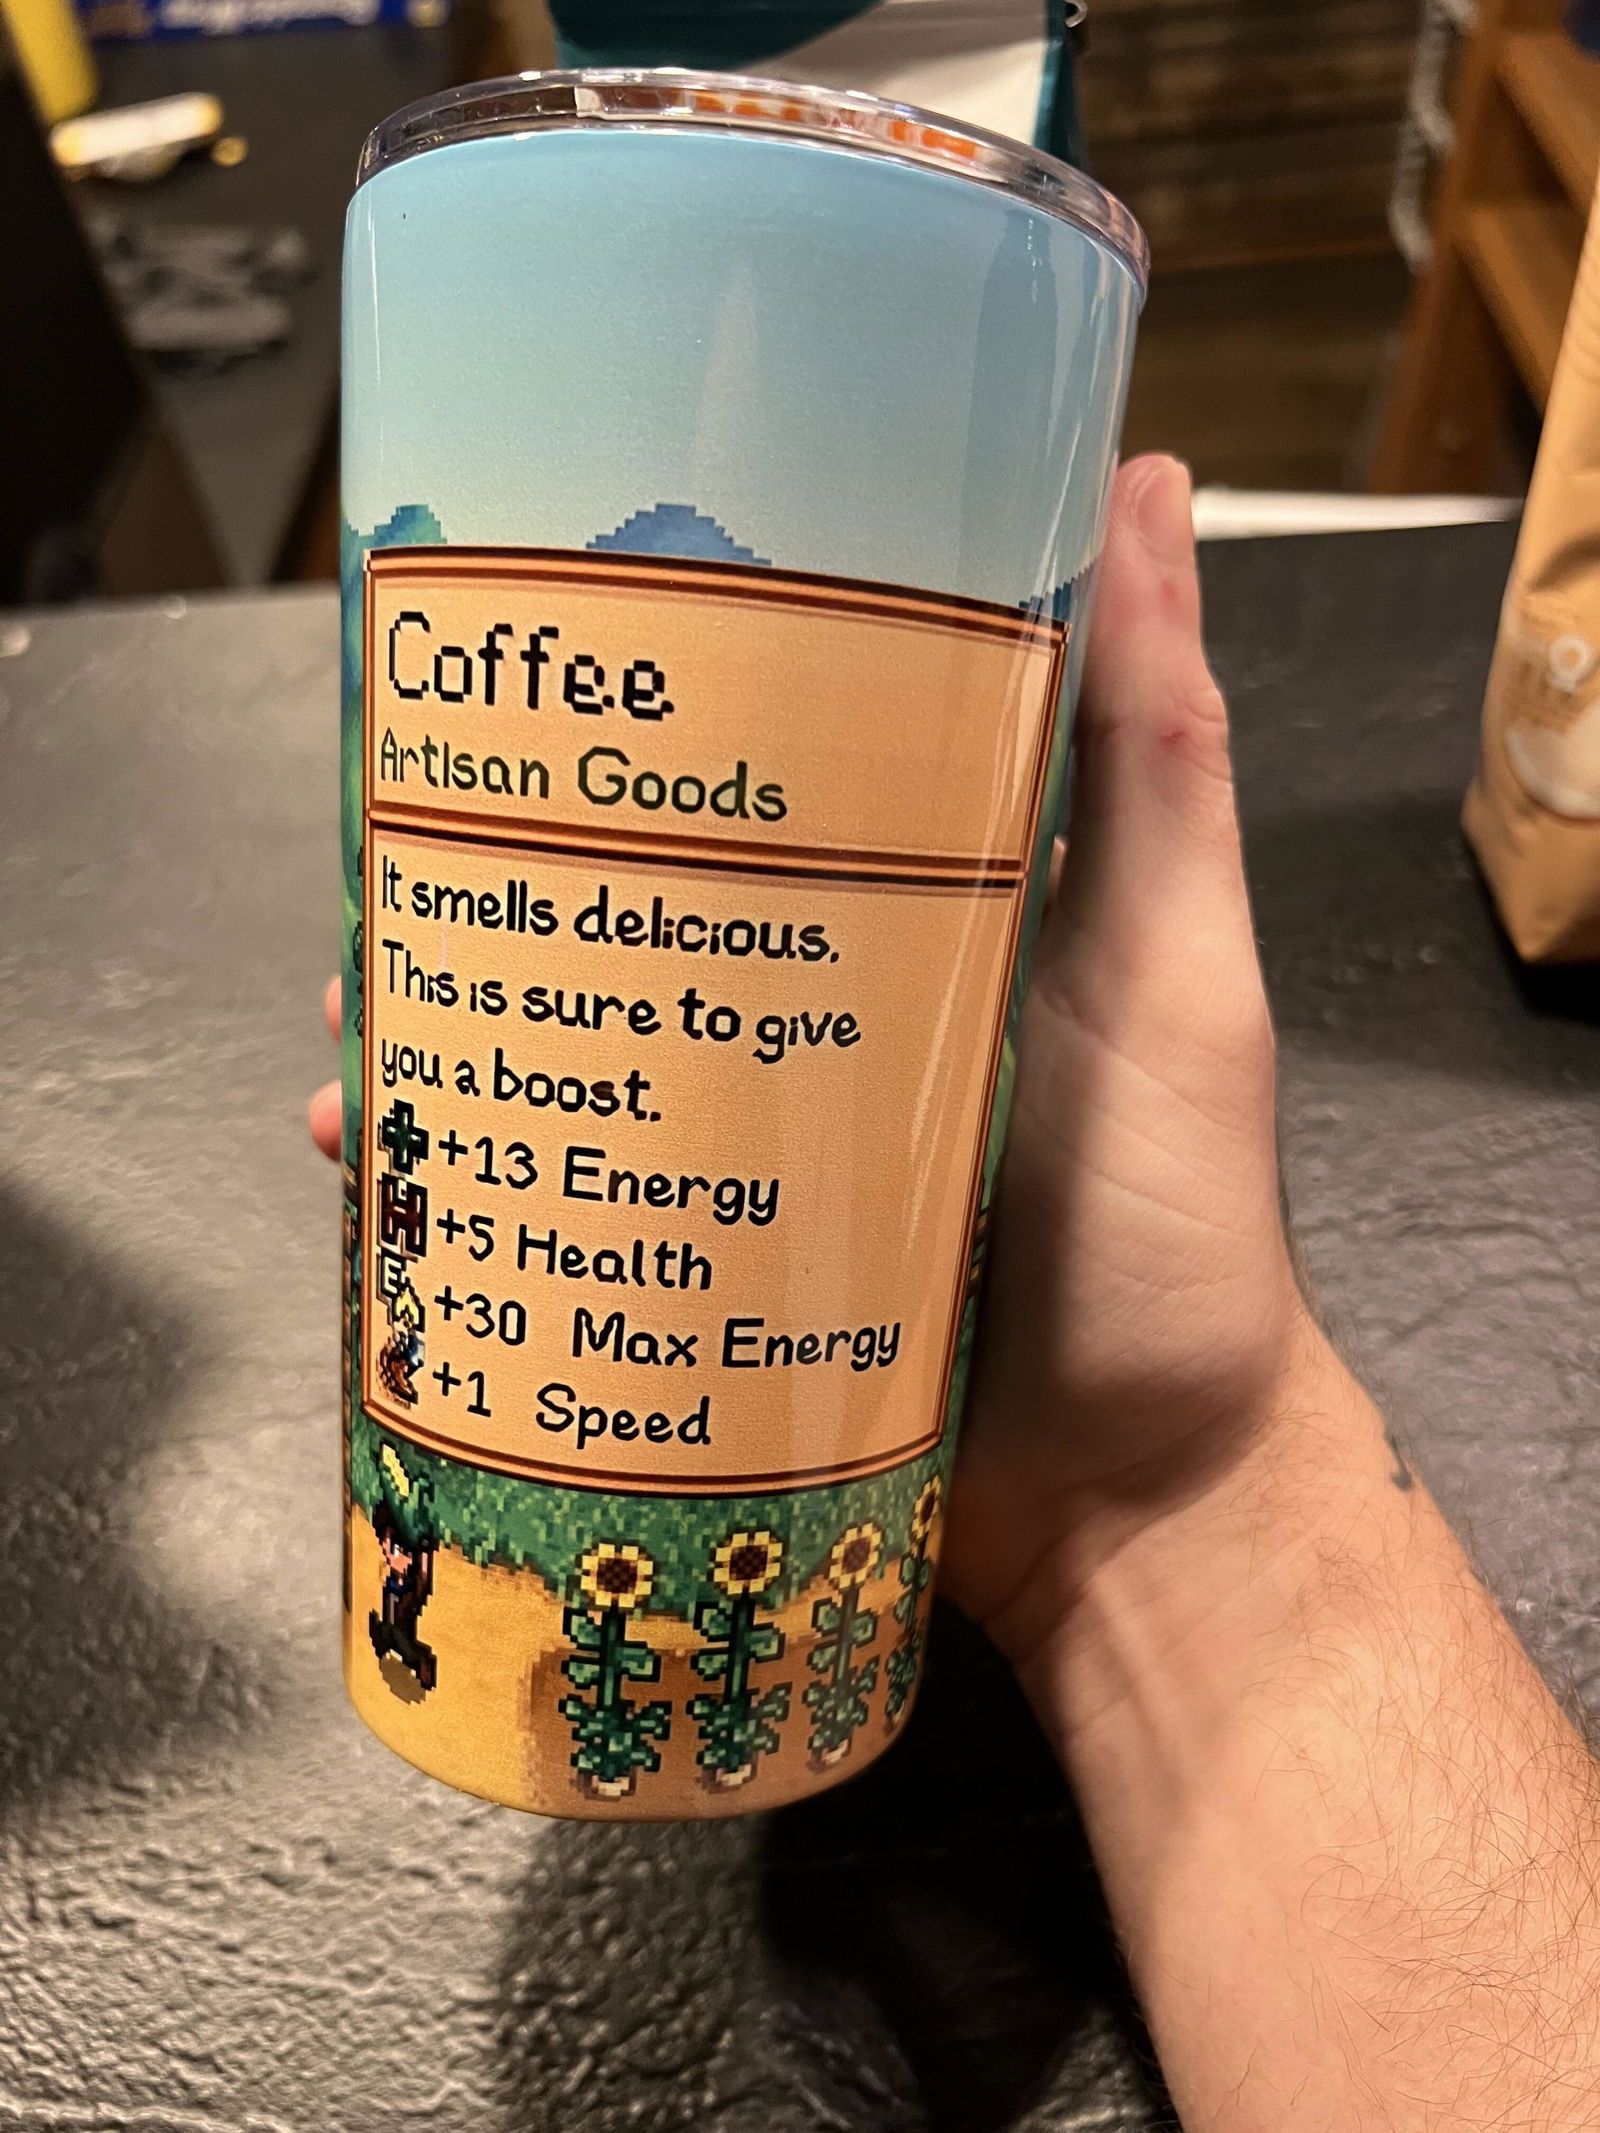 Coffee
Artisan Goods
It smells delicious.
This is sure to give
you a boost.
+13 Energy
H +5 Health
E +30 Max Energy
+1 Speed